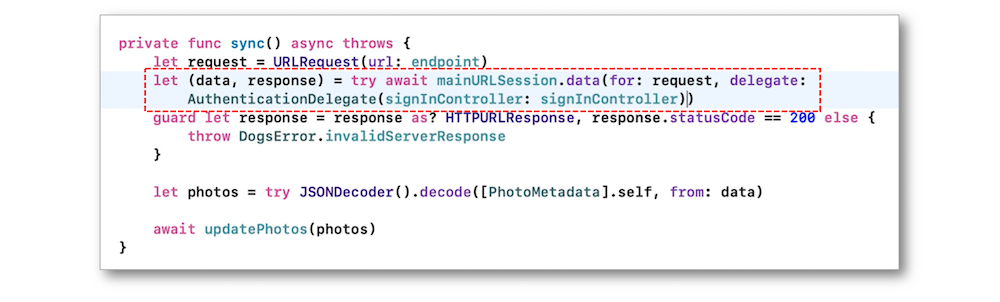 private func sync() async throws {
let request = URLRequest(url: endpoint)
let (data, response) = try await mainURLSession.data(for: request, delegate:
AuthenticationDelegate(signInController: signInController))
guard let response = response as? HTTPURLResponse, response.statusCode == 200 else {
throw DogsError.invalidServerResponse
}
let photos = try JSONDecoder().decode([PhotoMetadata].self, from: data)
await updatePhotos(photos)
}